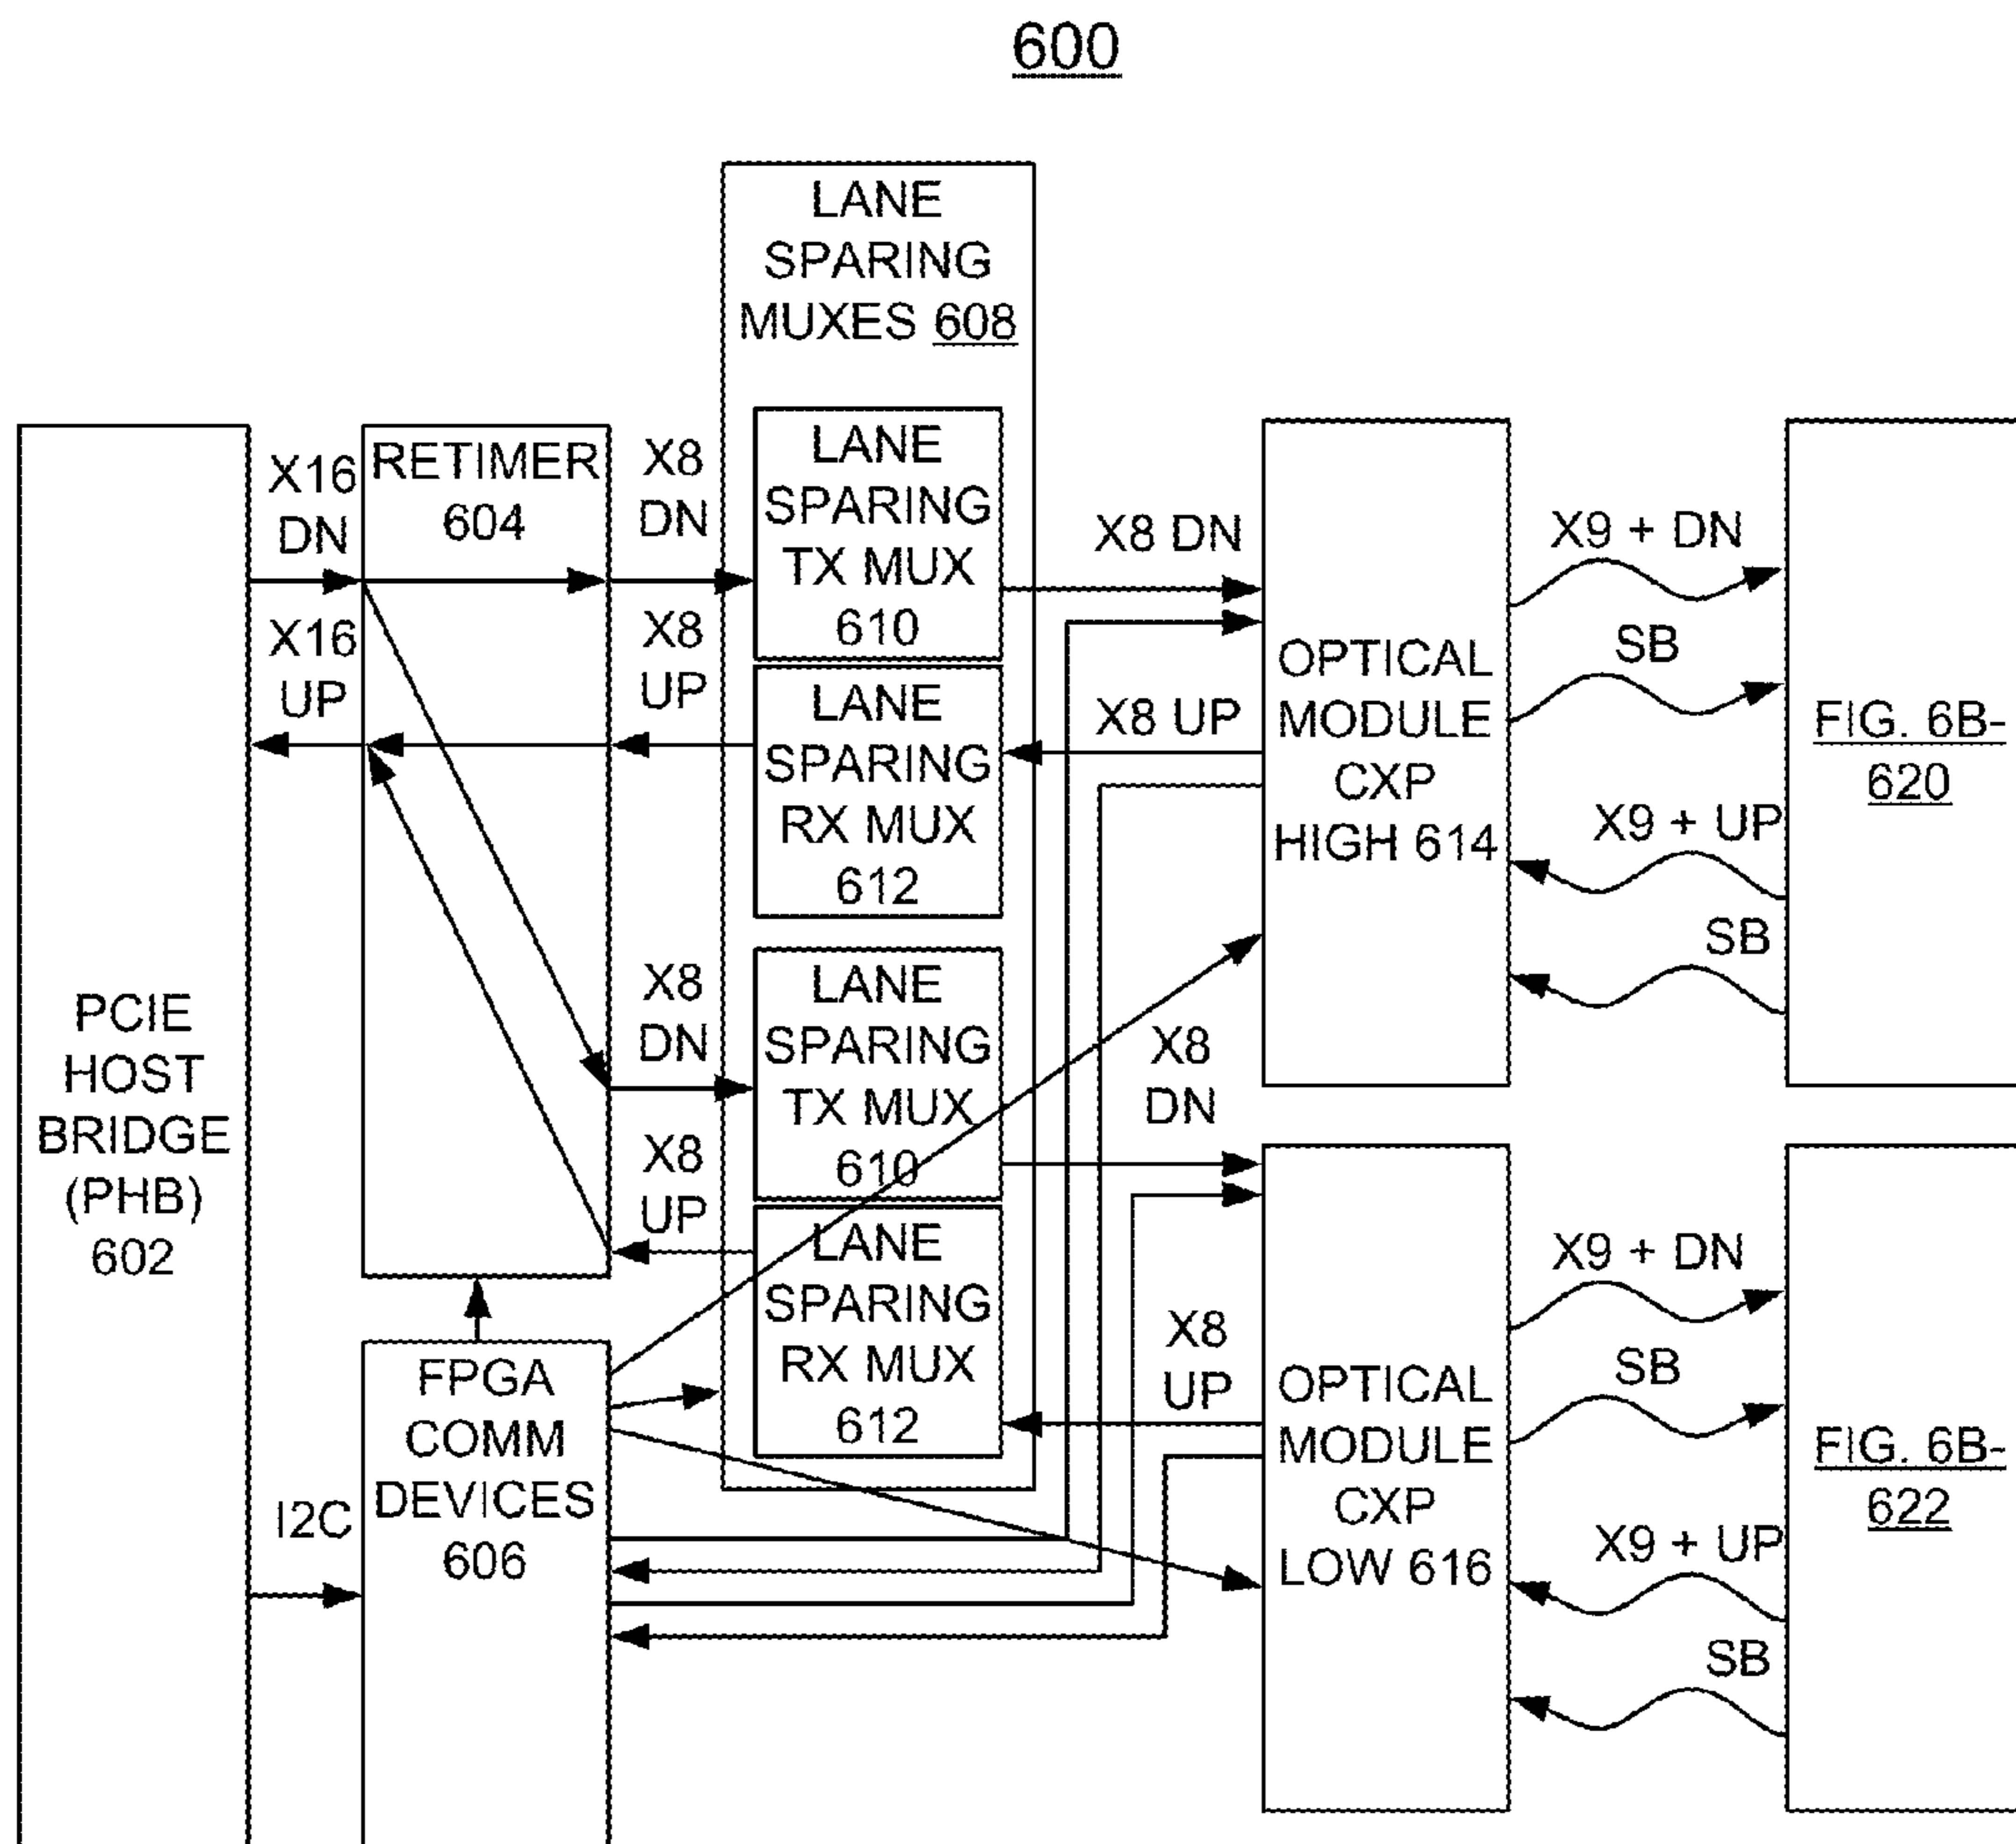 600
LANE
SPARING
MUXES 608
PCIE
HOST
BRIDGE
(PHB)
602
X16
DN
X16
UP
I2C
RETIMER
604
FPGA
COMM
DEVICES
606
X8
DN
X8
UP
X8
DN
X8
UP
LANE
SPARING
TX MUX
610
LANE
SPARING
RX MUX
612
LANE
SPARING
TX MUX
610
LANE
SPARING
RX MUX
612
X8 DN
X8 UP
X8
DN
X8
UP
OPTICAL
MODULE
CXP
HIGH 614
OPTICAL
MODULE
CXP
LOW 616
X9 + DN
SB
X9 + UP
SB
X9 + DN
SB
X9 + UP
SB
FIG. 6B-
620
FIG. 6B-
622